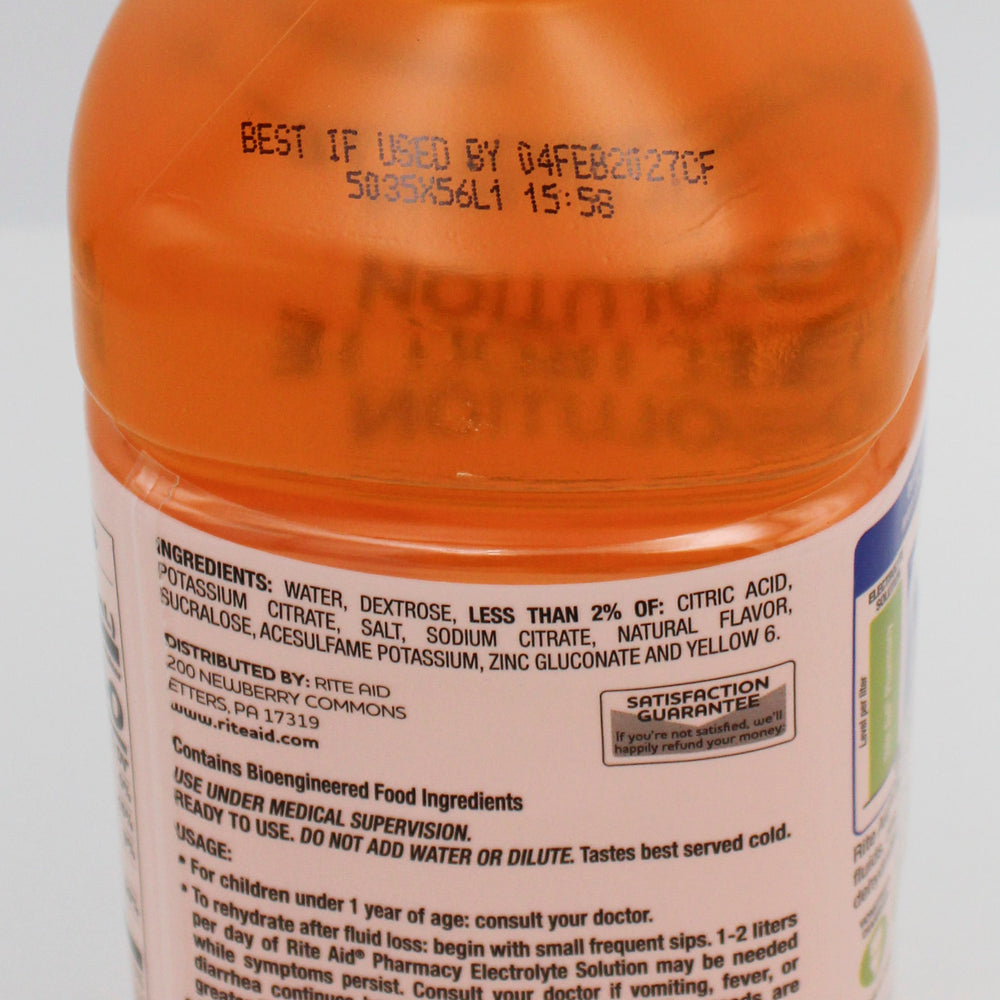 BEST IF USED BY 04FEB2027CF
5035X56L1 15:58
INGREDIENTS: WATER, DEXTROSE, LESS THAN 2% OF: CITRIC ACID,
POTASSIUM CITRATE, SALT, SODIUM CITRATE, NATURAL FLAVOR,
SUCRALOSE, ACESULFAME POTASSIUM, ZINC GLUCONATE AND YELLOW 6.
DISTRIBUTED BY: RITE AID
200 NEWBERRY COMMONS
ETTERS, PA 17319
www.riteaid.com
SATISFACTION
GUARANTEE
If you're not satisfied, we'll
happily refund your money.
Contains Bioengineered Food Ingredients
USE UNDER MEDICAL SUPERVISION.
READY TO USE. DO NOT ADD WATER OR DILUTE. Tastes best served cold.
USAGE:
• For children under 1 year of age: consult your doctor.
• To rehydrate after fluid loss: begin with small frequent sips. 1-2 liters
per day of Rite Aid® Pharmacy Electrolyte Solution may be needed
while symptoms persist. Consult your doctor if vomiting, fever, or
diarrhea continues
are
Level per liter
Rite